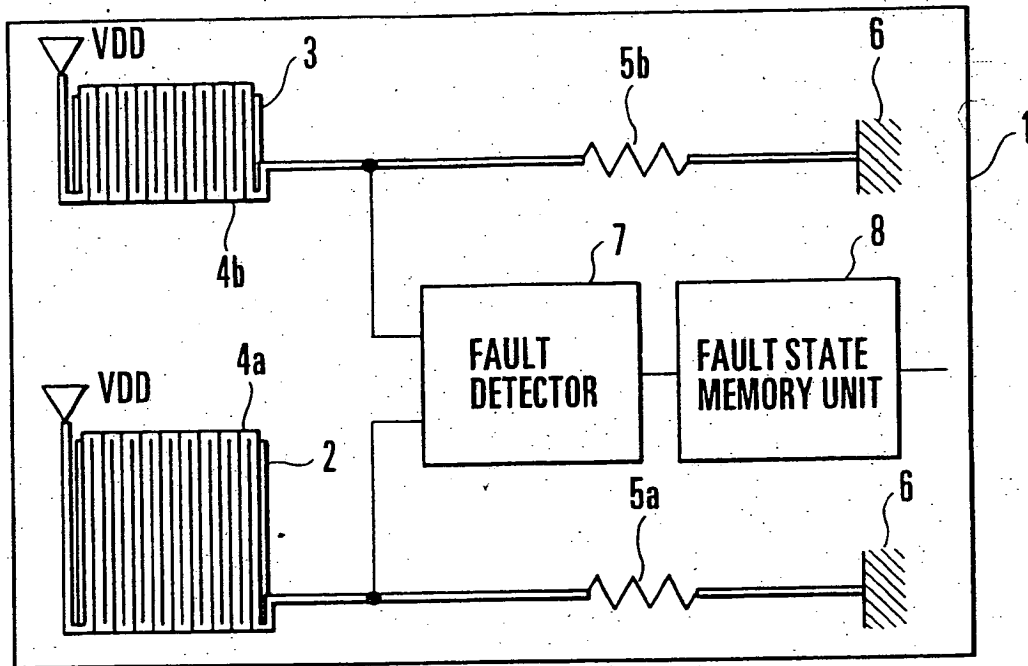 VDD
3
5b
6
1
4b
7
8
FAULT
DETECTOR
FAULT STATE
MEMORY UNIT
4a
VDD
2
5a
6